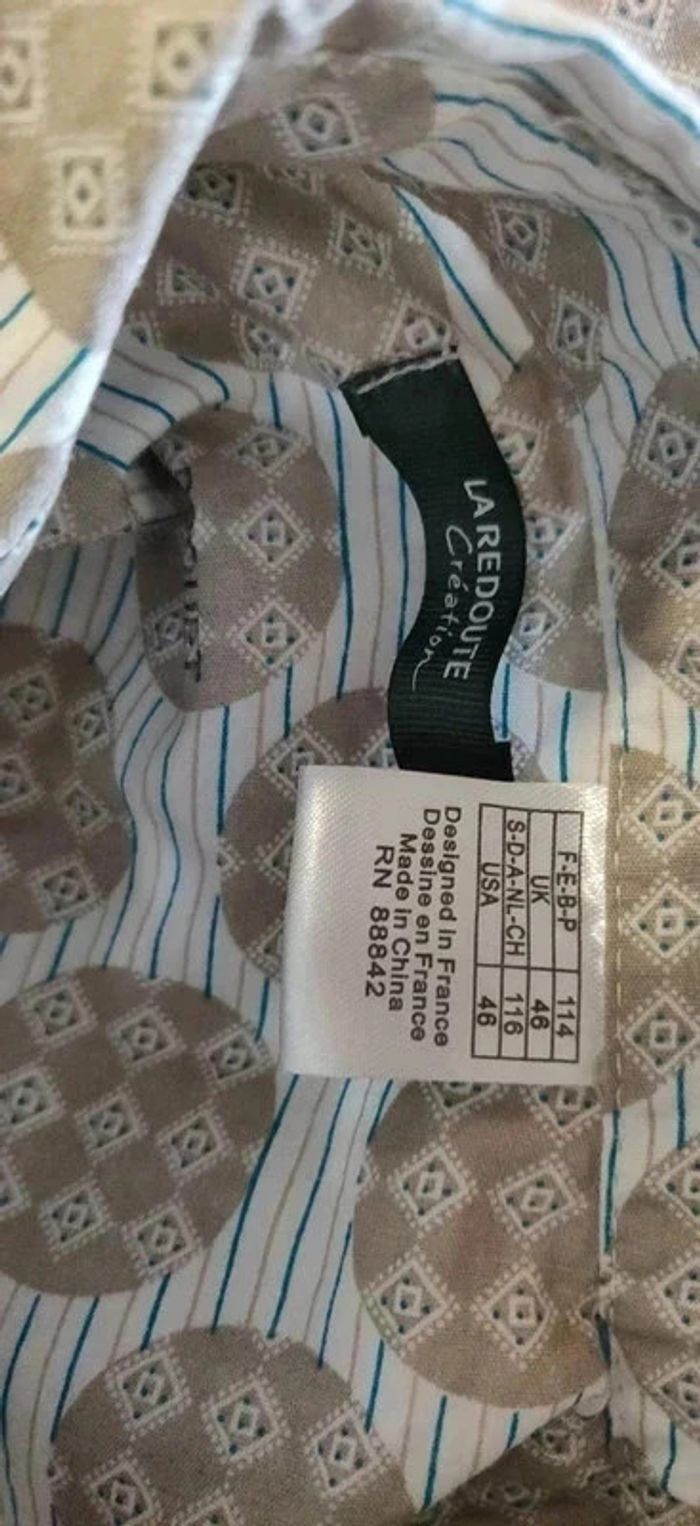 LA REDOUTE
Création
F-E-B-P 114
UK 46
S-D-A-NL-CH 116
USA 46
Designed in France
Dessine en France
Made in China
RN 88842